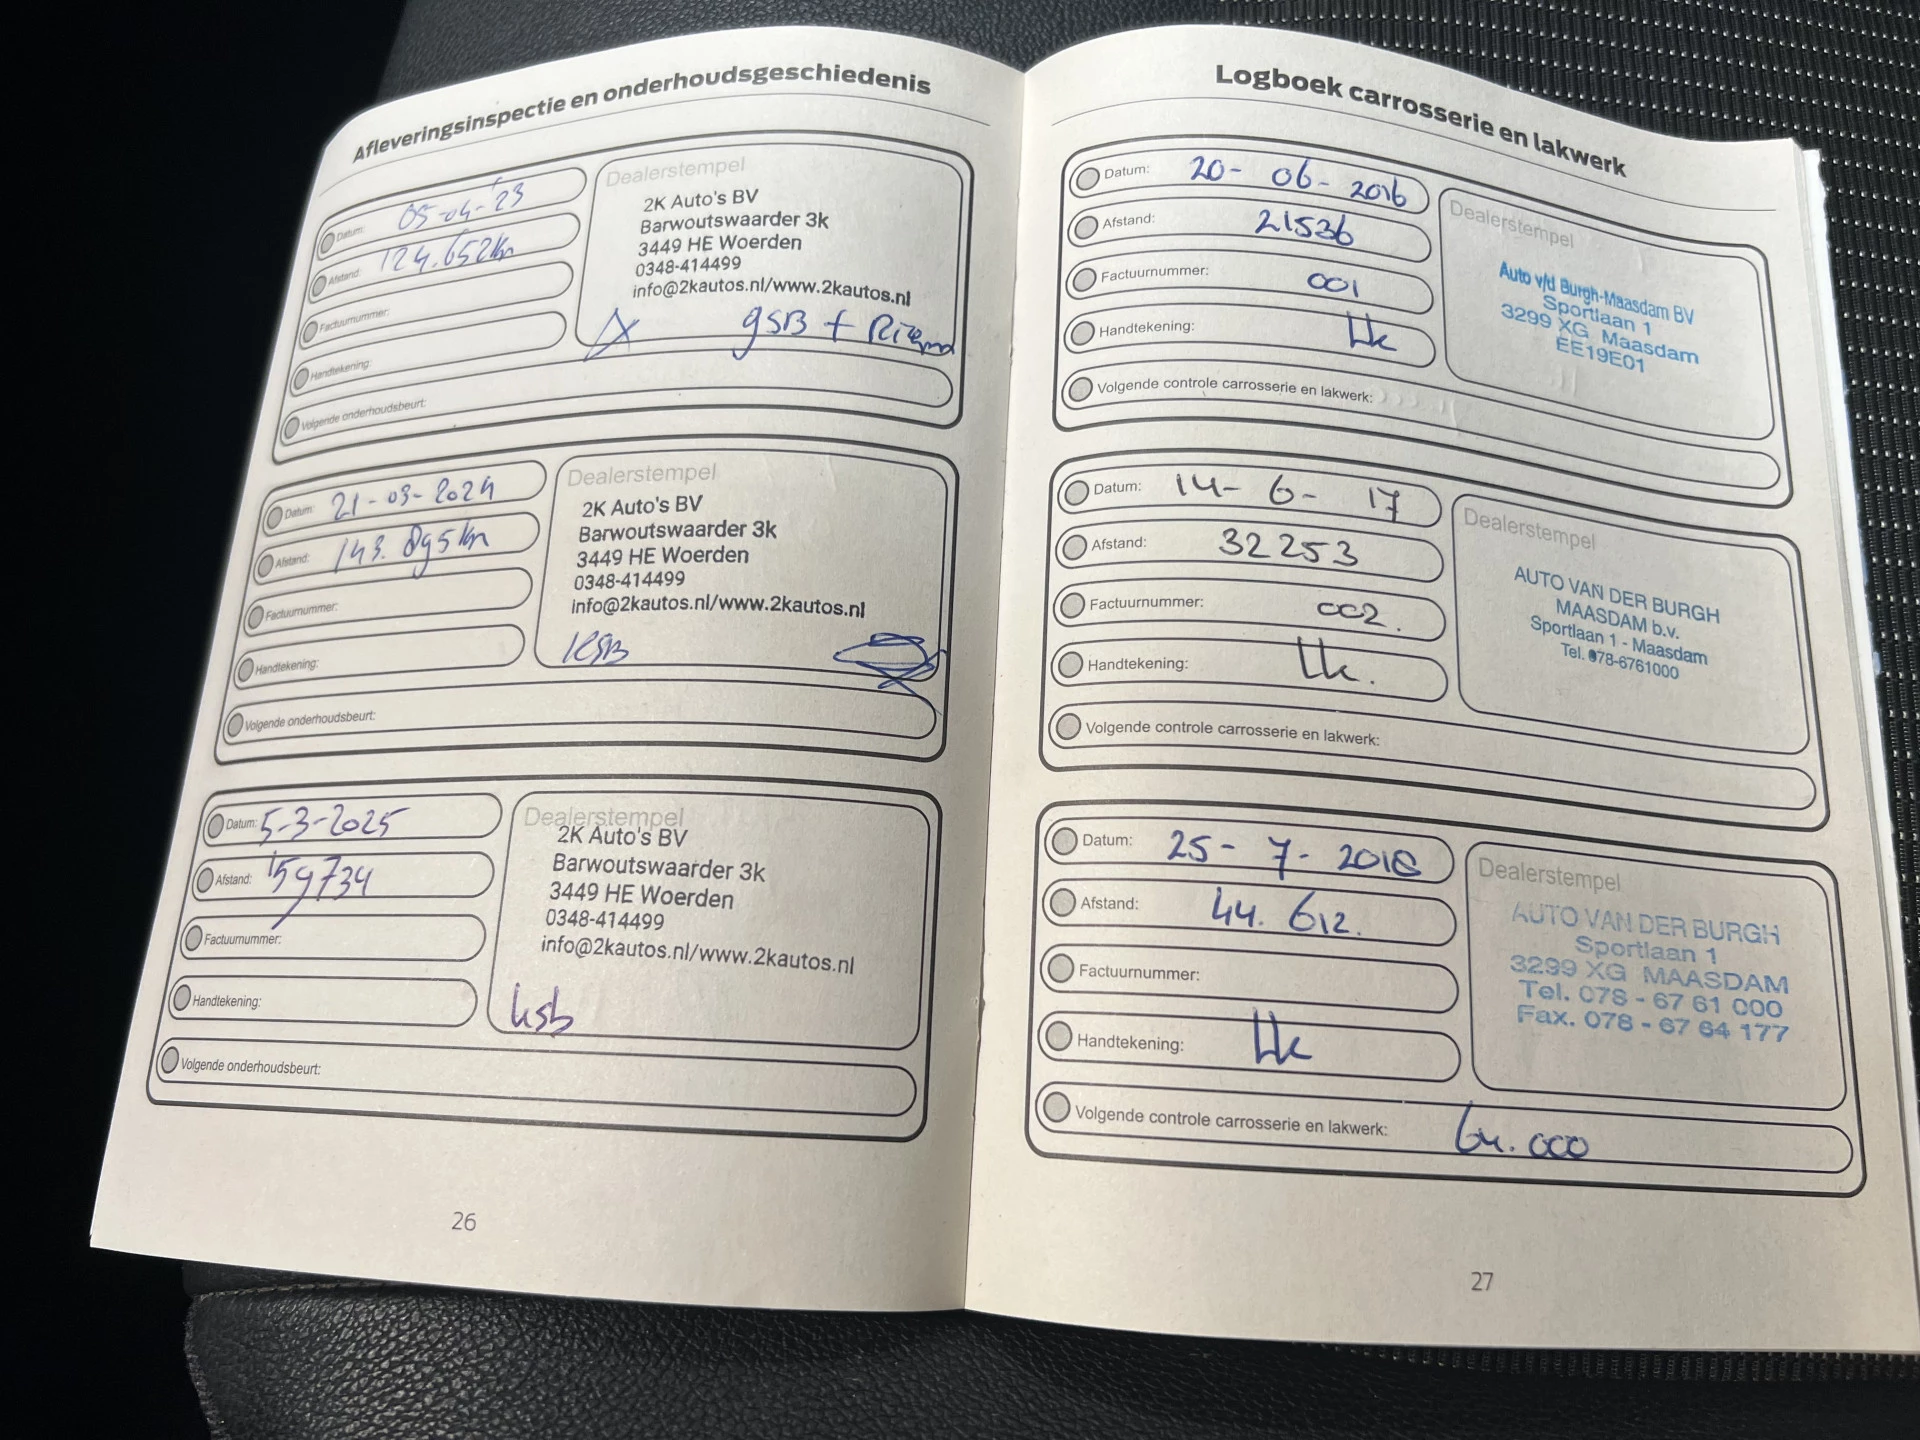 Afleveringsinspectie en onderhoudsgeschiedenis
Datum: 05-04-'23
Afstand: 124.652km
Factuurnummer:
Handtekening:
Volgende onderhoudsbeurt:
Dealerstempel
2K Auto's BV
Barwoutswaarder 3k
3449 HE Woerden
0348-414499
info@2kautos.nl/www.2kautos.nl
gSB + Riem
Datum: 21-03-2024
Afstand: 143.895km
Factuurnummer:
Handtekening:
Volgende onderhoudsbeurt:
Dealerstempel
2K Auto's BV
Barwoutswaarder 3k
3449 HE Woerden
0348-414499
info@2kautos.nl/www.2kautos.nl
KSB
Datum: 5-3-2025
Afstand: 159734
Factuurnummer:
Handtekening:
Volgende onderhoudsbeurt:
Dealerstempel
2K Auto's BV
Barwoutswaarder 3k
3449 HE Woerden
0348-414499
info@2kautos.nl/www.2kautos.nl
ksb
26
Logboek carrosserie en lakwerk
Datum: 20-06-2016
Afstand: 21536
Factuurnummer: 001
Handtekening:
Volgende controle carrosserie en lakwerk:
Dealerstempel
Auto v/d Burgh-Maasdam BV
Sportlaan 1
3299 XG Maasdam
EE19E01
Datum: 14-6-17
Afstand: 32253
Factuurnummer: 002.
Handtekening:
Volgende controle carrosserie en lakwerk:
Dealerstempel
AUTO VAN DER BURGH
MAASDAM b.v.
Sportlaan 1 - Maasdam
Tel. 078-6761000
Datum: 25-7-2018
Afstand: 44.612.
Factuurnummer:
Handtekening:
Volgende controle carrosserie en lakwerk: 64.000
Dealerstempel
AUTO VAN DER BURGH
Sportlaan 1
3299 XG MAASDAM
Tel. 078 - 67 61 000
Fax. 078 - 67 64 177
27